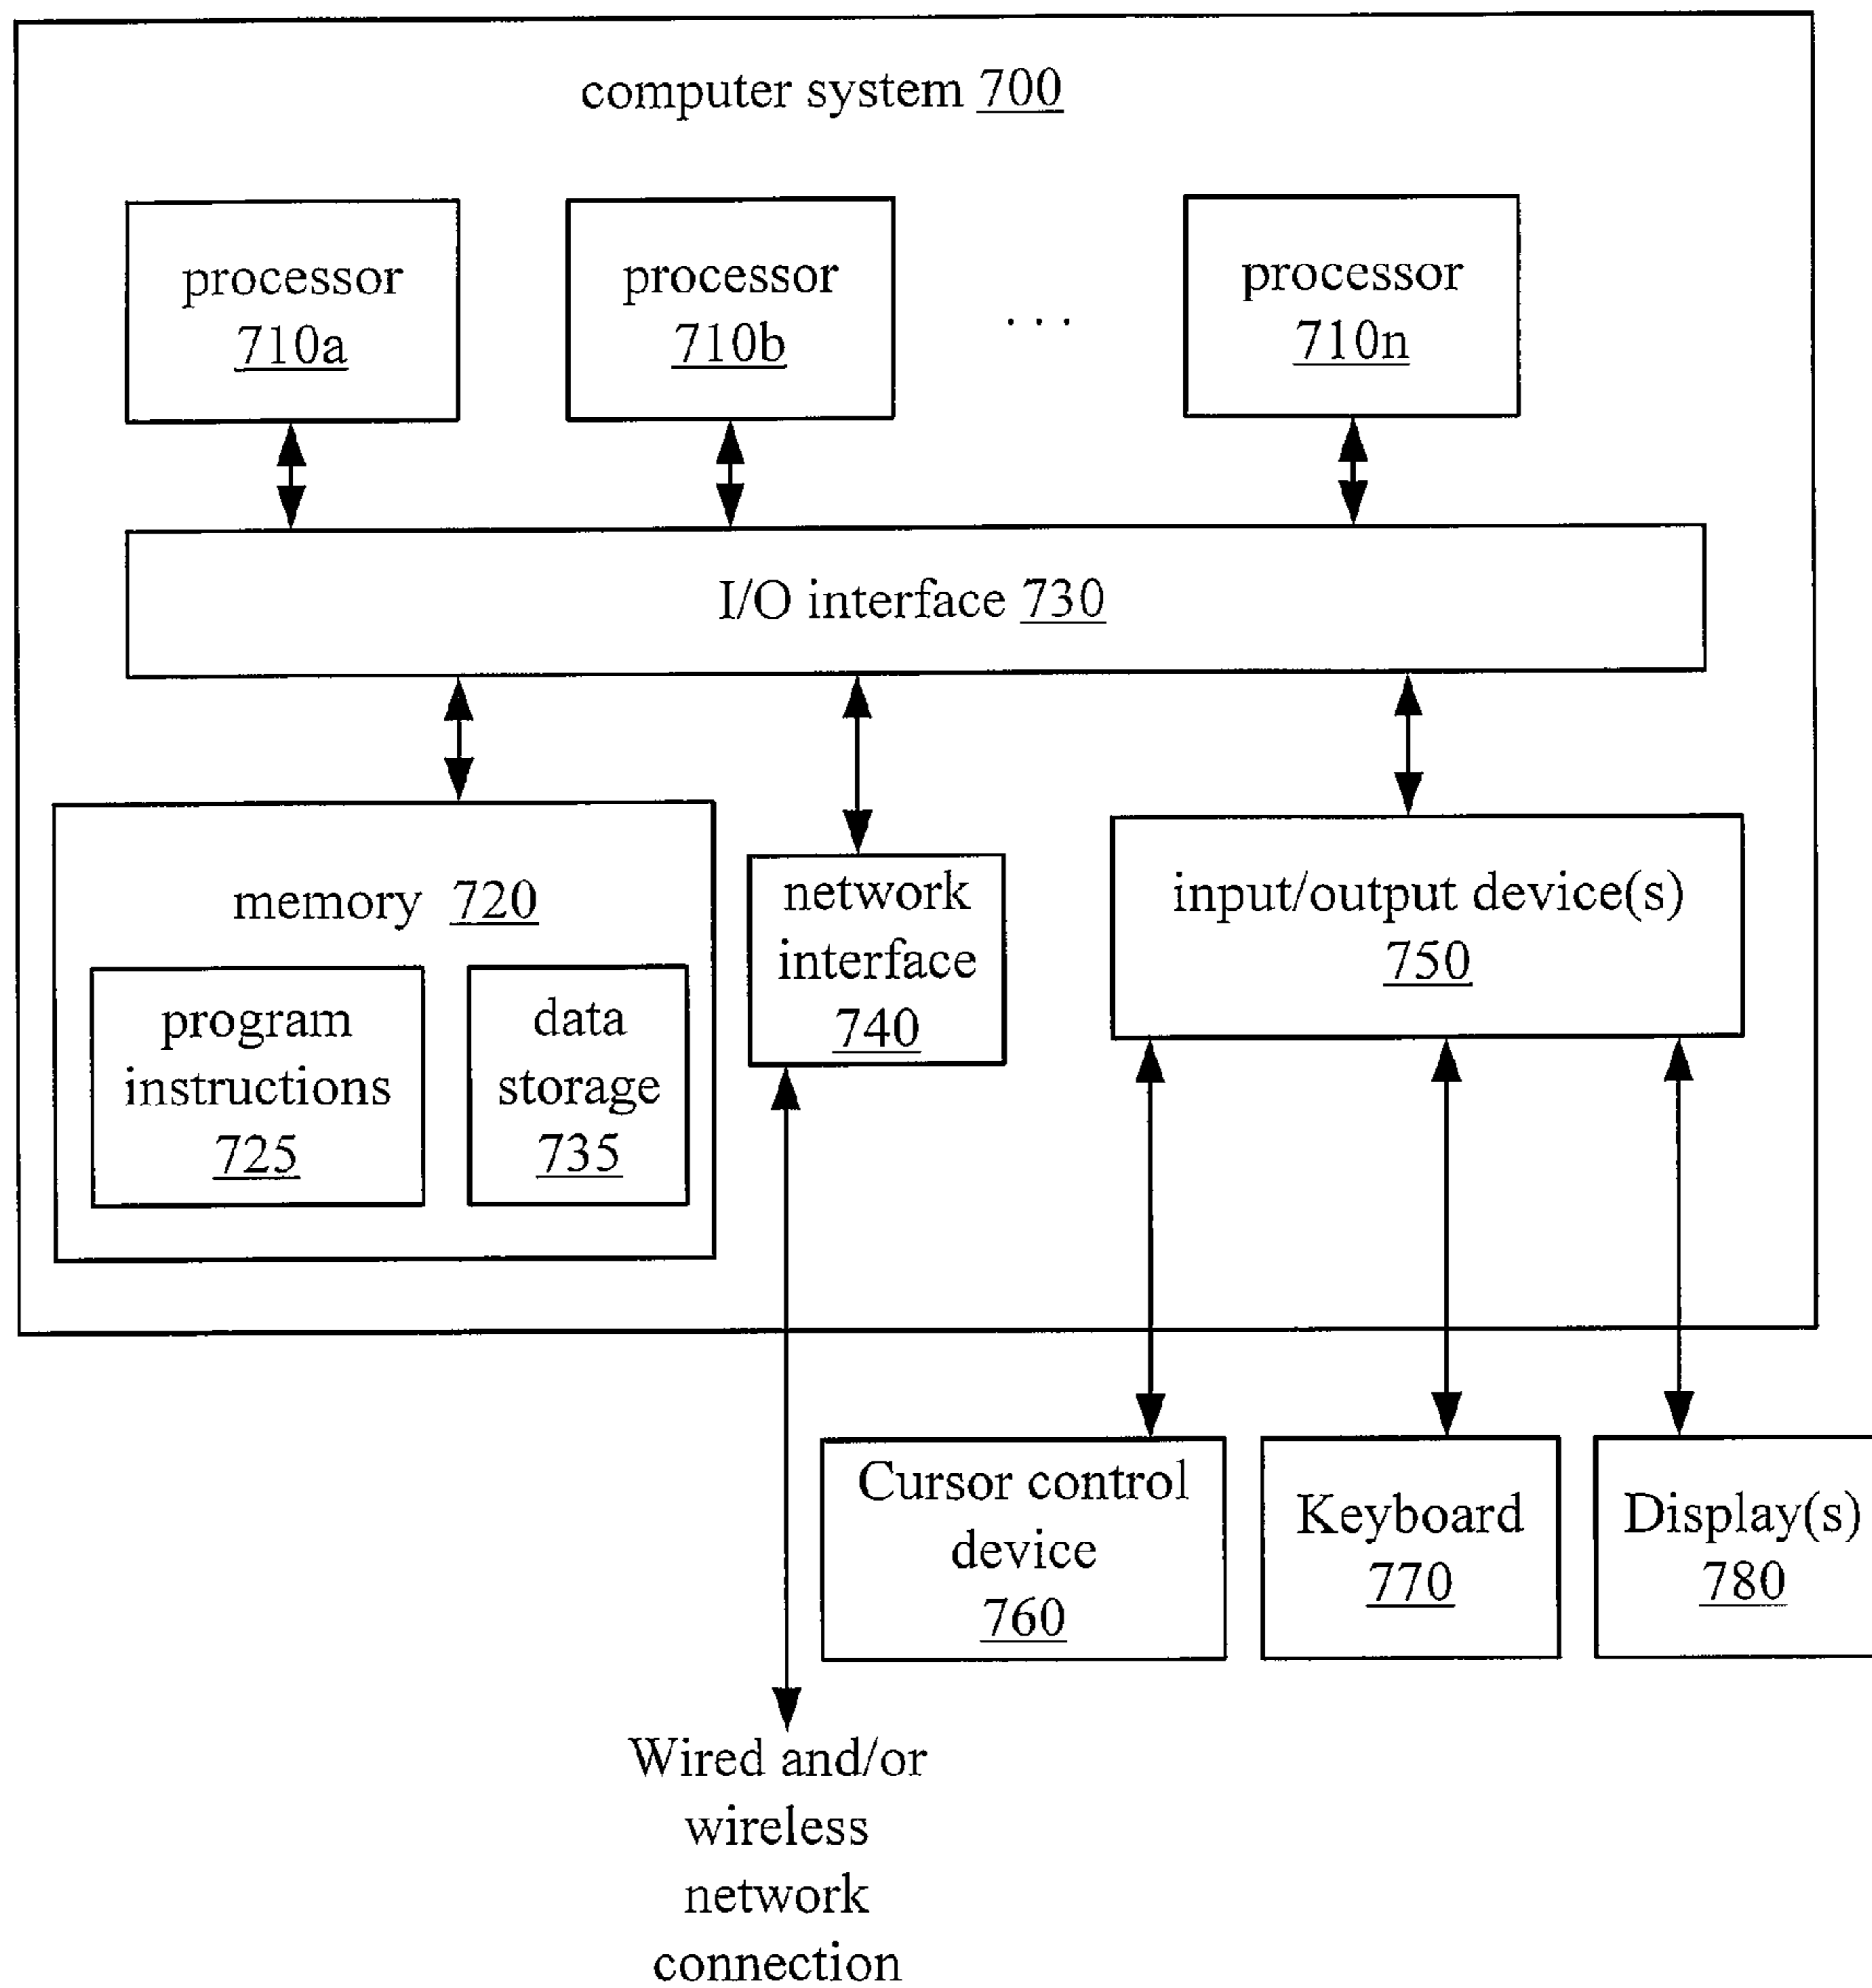 computer system 700
processor
710a
processor
710b
. . .
processor
710n
I/O interface 730
memory 720
program
instructions
725
data
storage
735
network
interface
740
input/output device(s)
750
Cursor control
device
760
Keyboard
770
Display(s)
780
Wired and/or
wireless
network
connection